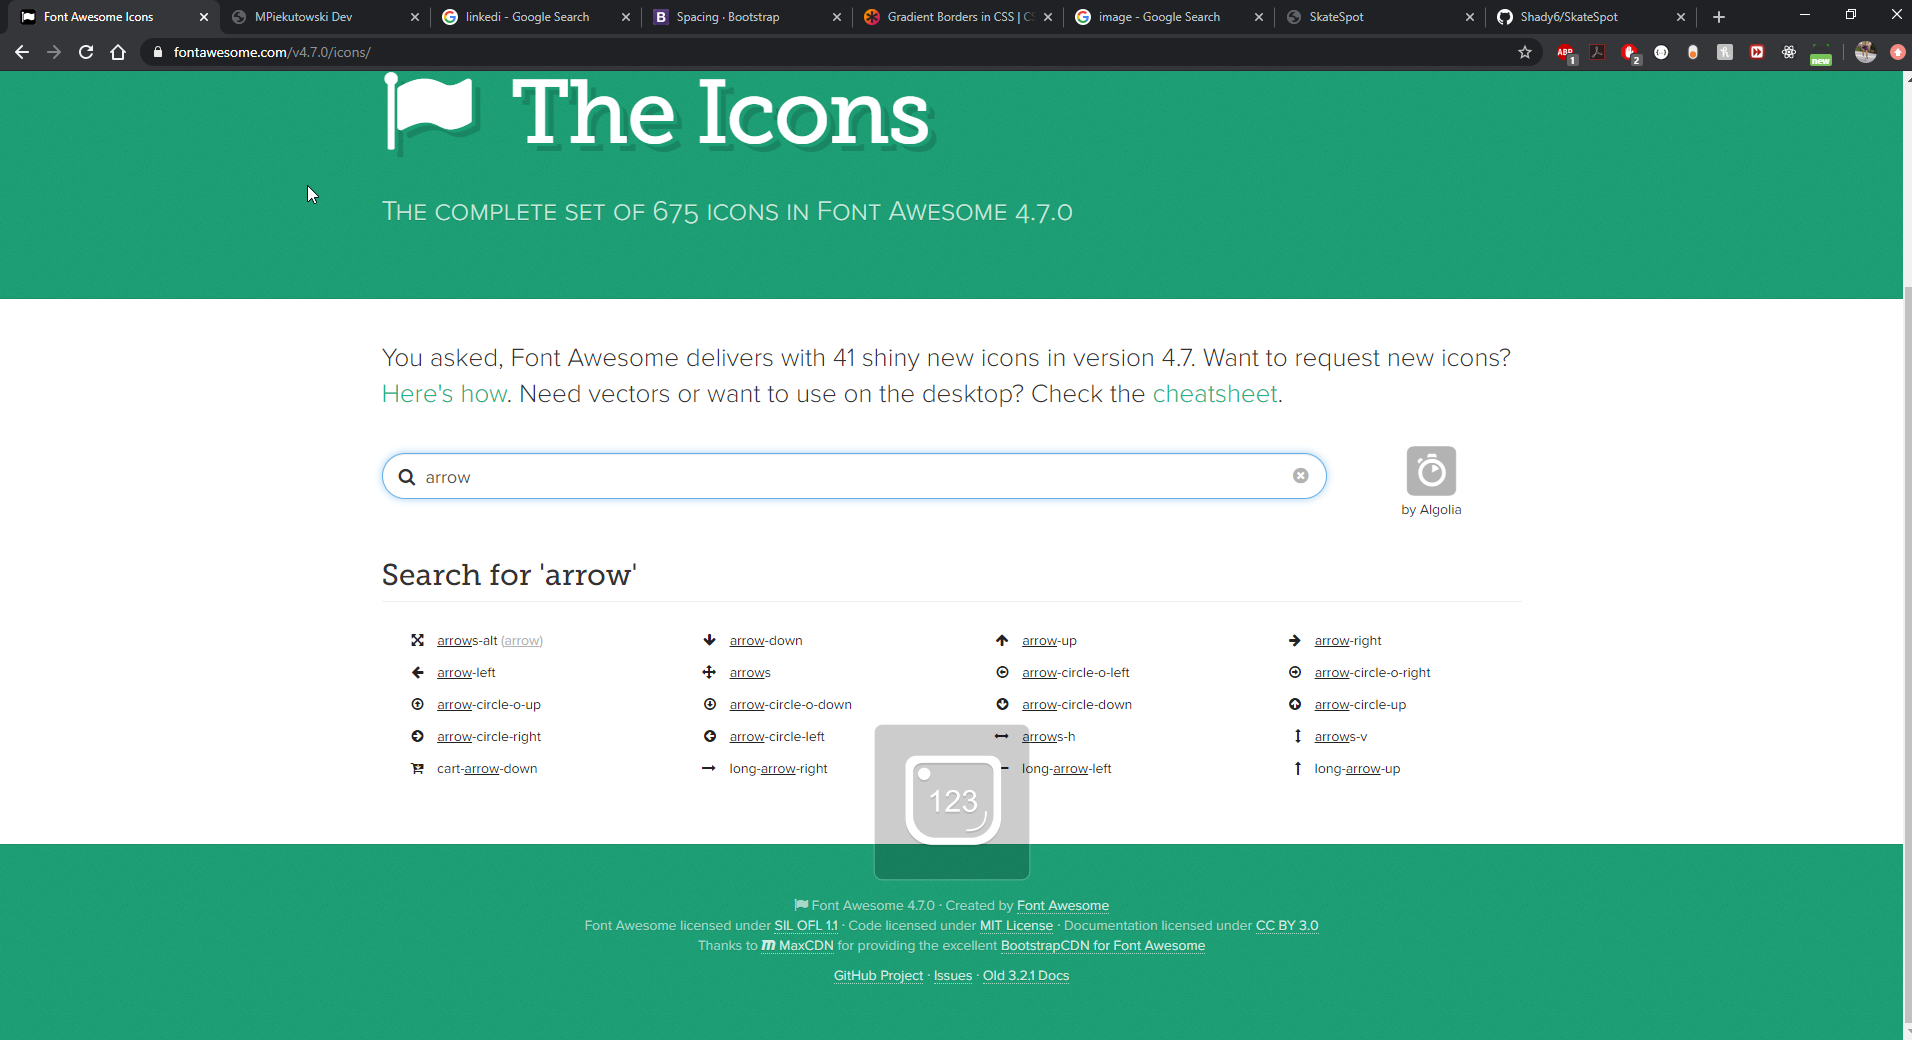 Font Awesome Icons
MPiekutowski Dev
linkedi - Google Search
Spacing · Bootstrap
Gradient Borders in CSS | CS
image - Google Search
SkateSpot
Shady6/SkateSpot
fontawesome.com/v4.7.0/icons/
ABP
1
2
new
The Icons
The complete set of 675 icons in Font Awesome 4.7.0
You asked, Font Awesome delivers with 41 shiny new icons in version 4.7. Want to request new icons?
Here's how. Need vectors or want to use on the desktop? Check the cheatsheet.
arrow
by Algolia
Search for 'arrow'
arrows-alt (arrow)
arrow-down
arrow-up
arrow-right
arrow-left
arrows
arrow-circle-o-left
arrow-circle-o-right
arrow-circle-o-up
arrow-circle-o-down
arrow-circle-down
arrow-circle-up
arrow-circle-right
arrow-circle-left
arrows-h
arrows-v
cart-arrow-down
long-arrow-right
long-arrow-left
long-arrow-up
123
Font Awesome 4.7.0 · Created by Font Awesome
Font Awesome licensed under SIL OFL 1.1 · Code licensed under MIT License · Documentation licensed under CC BY 3.0
Thanks to MaxCDN for providing the excellent BootstrapCDN for Font Awesome
GitHub Project · Issues · Old 3.2.1 Docs